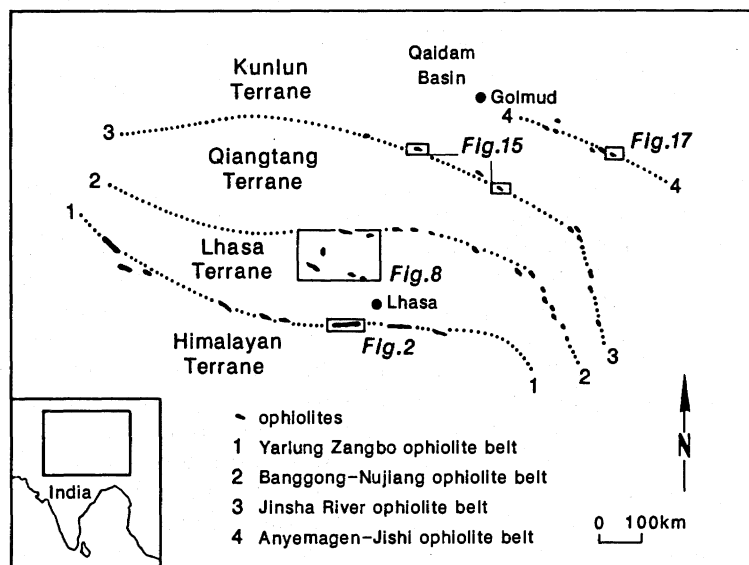 Kunlun
Terrane
Qaidam
Basin
Golmud
4
3
Fig.15
Fig.17
Qiangtang
Terrane
2
4
1
Lhasa
Terrane
Fig.8
Lhasa
Himalayan
Terrane
Fig.2
3
2
1
ophiolites
1 Yarlung Zangbo ophiolite belt
2 Banggong-Nujiang ophiolite belt
3 Jinsha River ophiolite belt
4 Anyemagen-Jishi ophiolite belt
N
0 100km
India